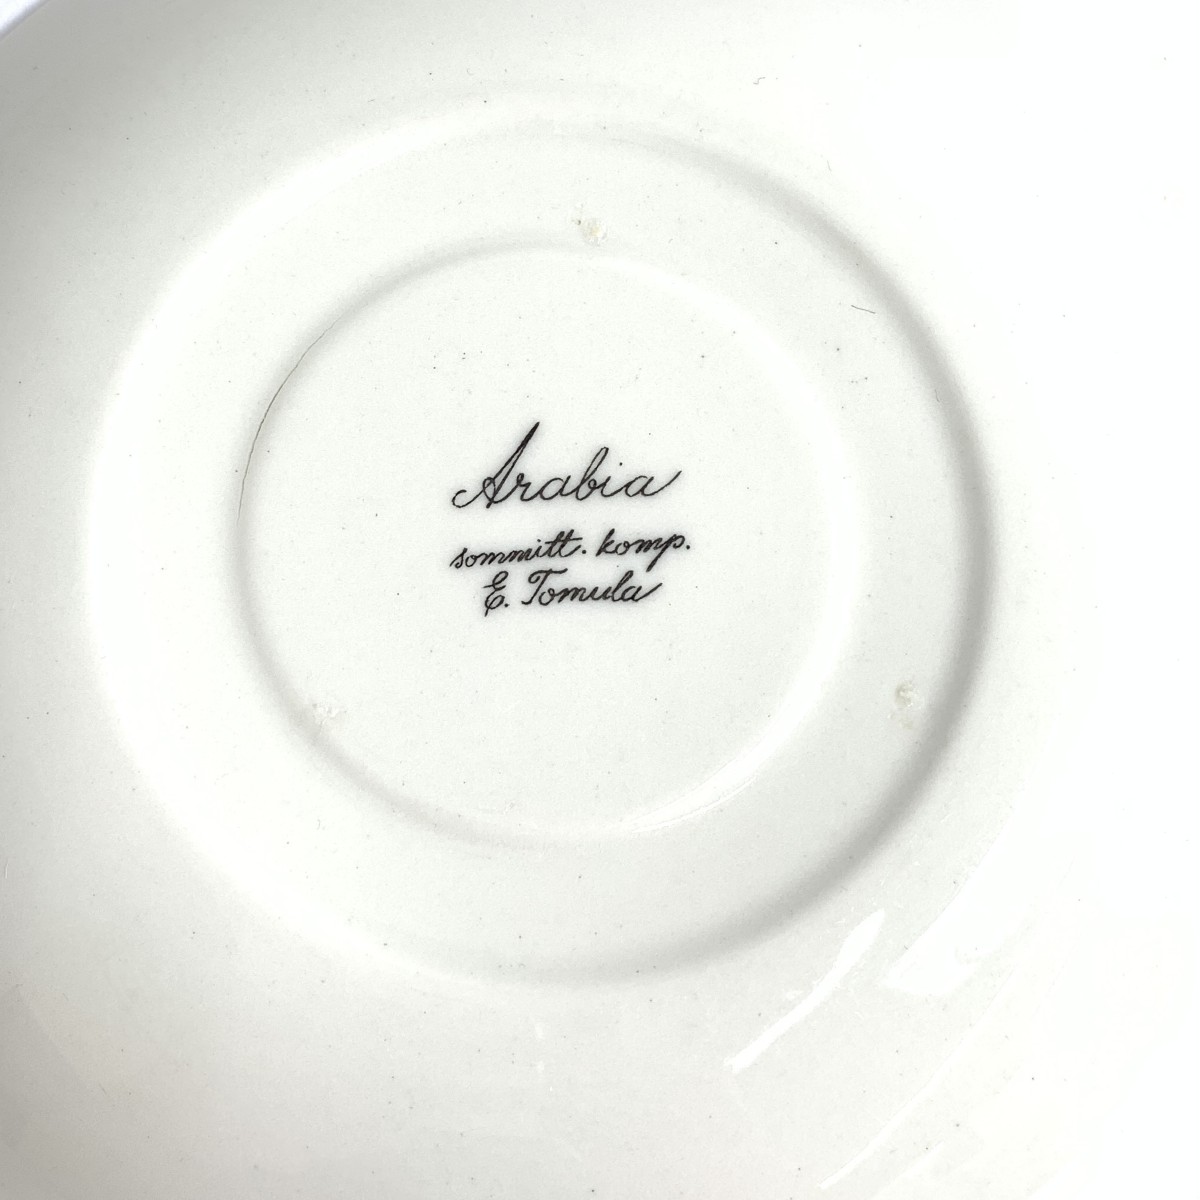 Arabia
sommitt. komp.
E. Tomula